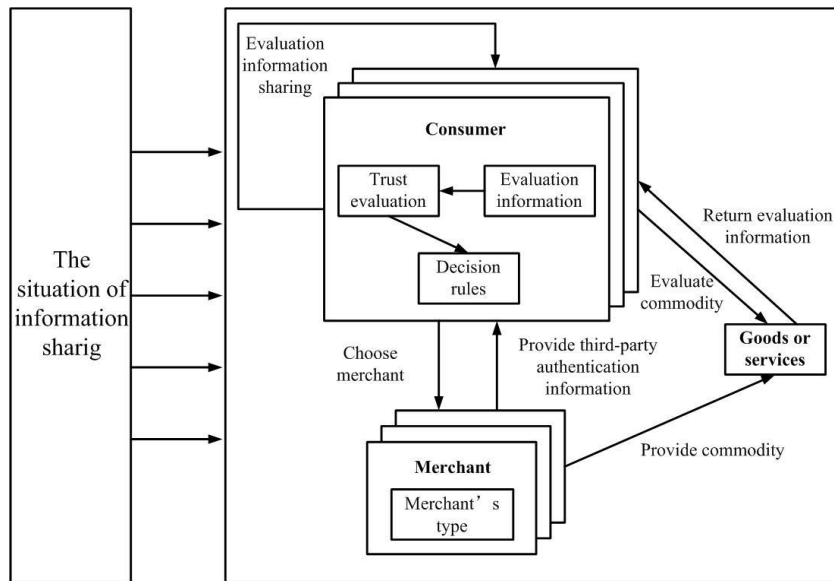 The
situation of
information
sharig
Evaluation
information
sharing
Consumer
Trust
evaluation
Evaluation
information
Decision
rules
Return evaluation
information
Evaluate
commodity
Goods or
services
Choose
merchant
Provide third-party
authentication
information
Provide commodity
Merchant
Merchant’s
type